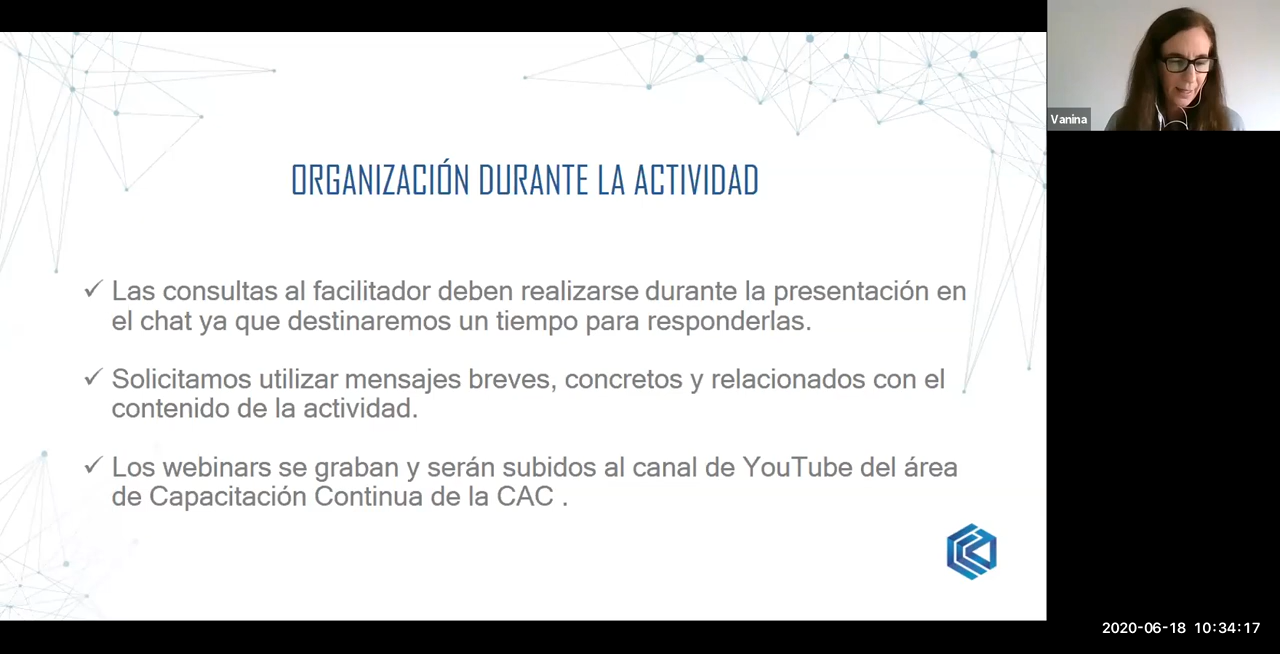 ORGANIZACIÓN DURANTE LA ACTIVIDAD
✓ Las consultas al facilitador deben realizarse durante la presentación en
el chat ya que destinaremos un tiempo para responderlas.
✓ Solicitamos utilizar mensajes breves, concretos y relacionados con el
contenido de la actividad.
✓ Los webinars se graban y serán subidos al canal de YouTube del área
de Capacitación Continua de la CAC .
Vanina
2020-06-18 10:34:17